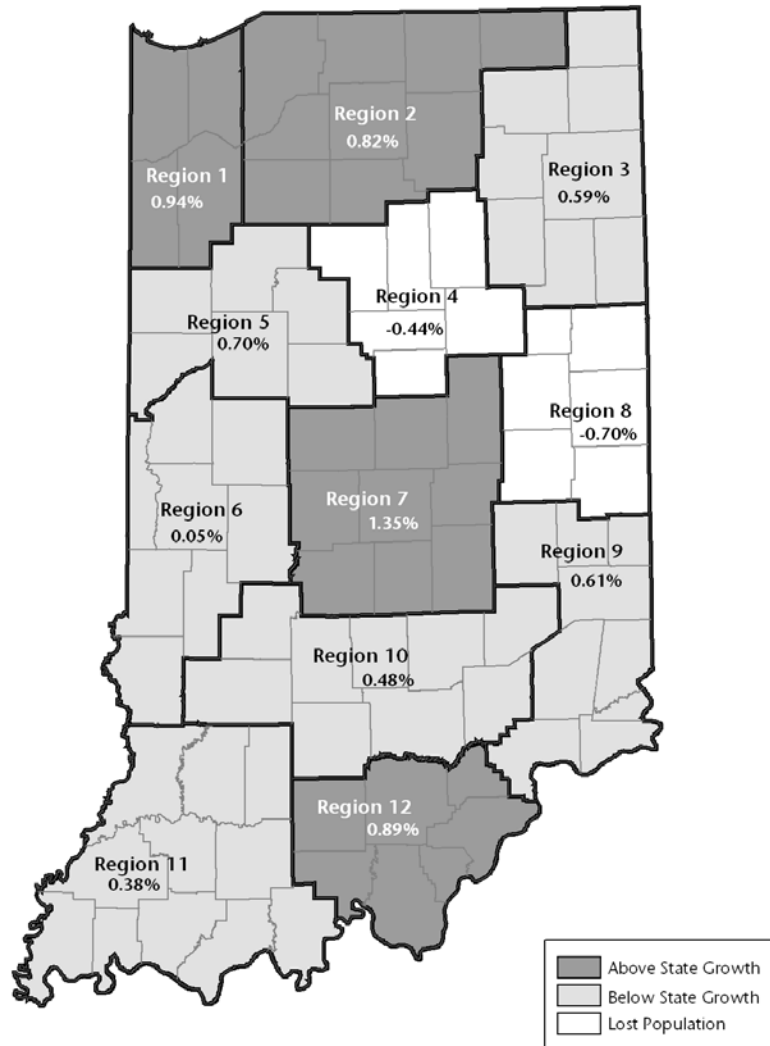 Region 2
0.82%
Region 1
0.94%
Region 3
0.59%
Region 4
-0.44%
Region 5
0.70%
Region 8
-0.70%
Region 7
1.35%
Region 6
0.05%
Region 9
0.61%
Region 10
0.48%
Region 12
0.89%
Region 11
0.38%
Above State Growth
Below State Growth
Lost Population